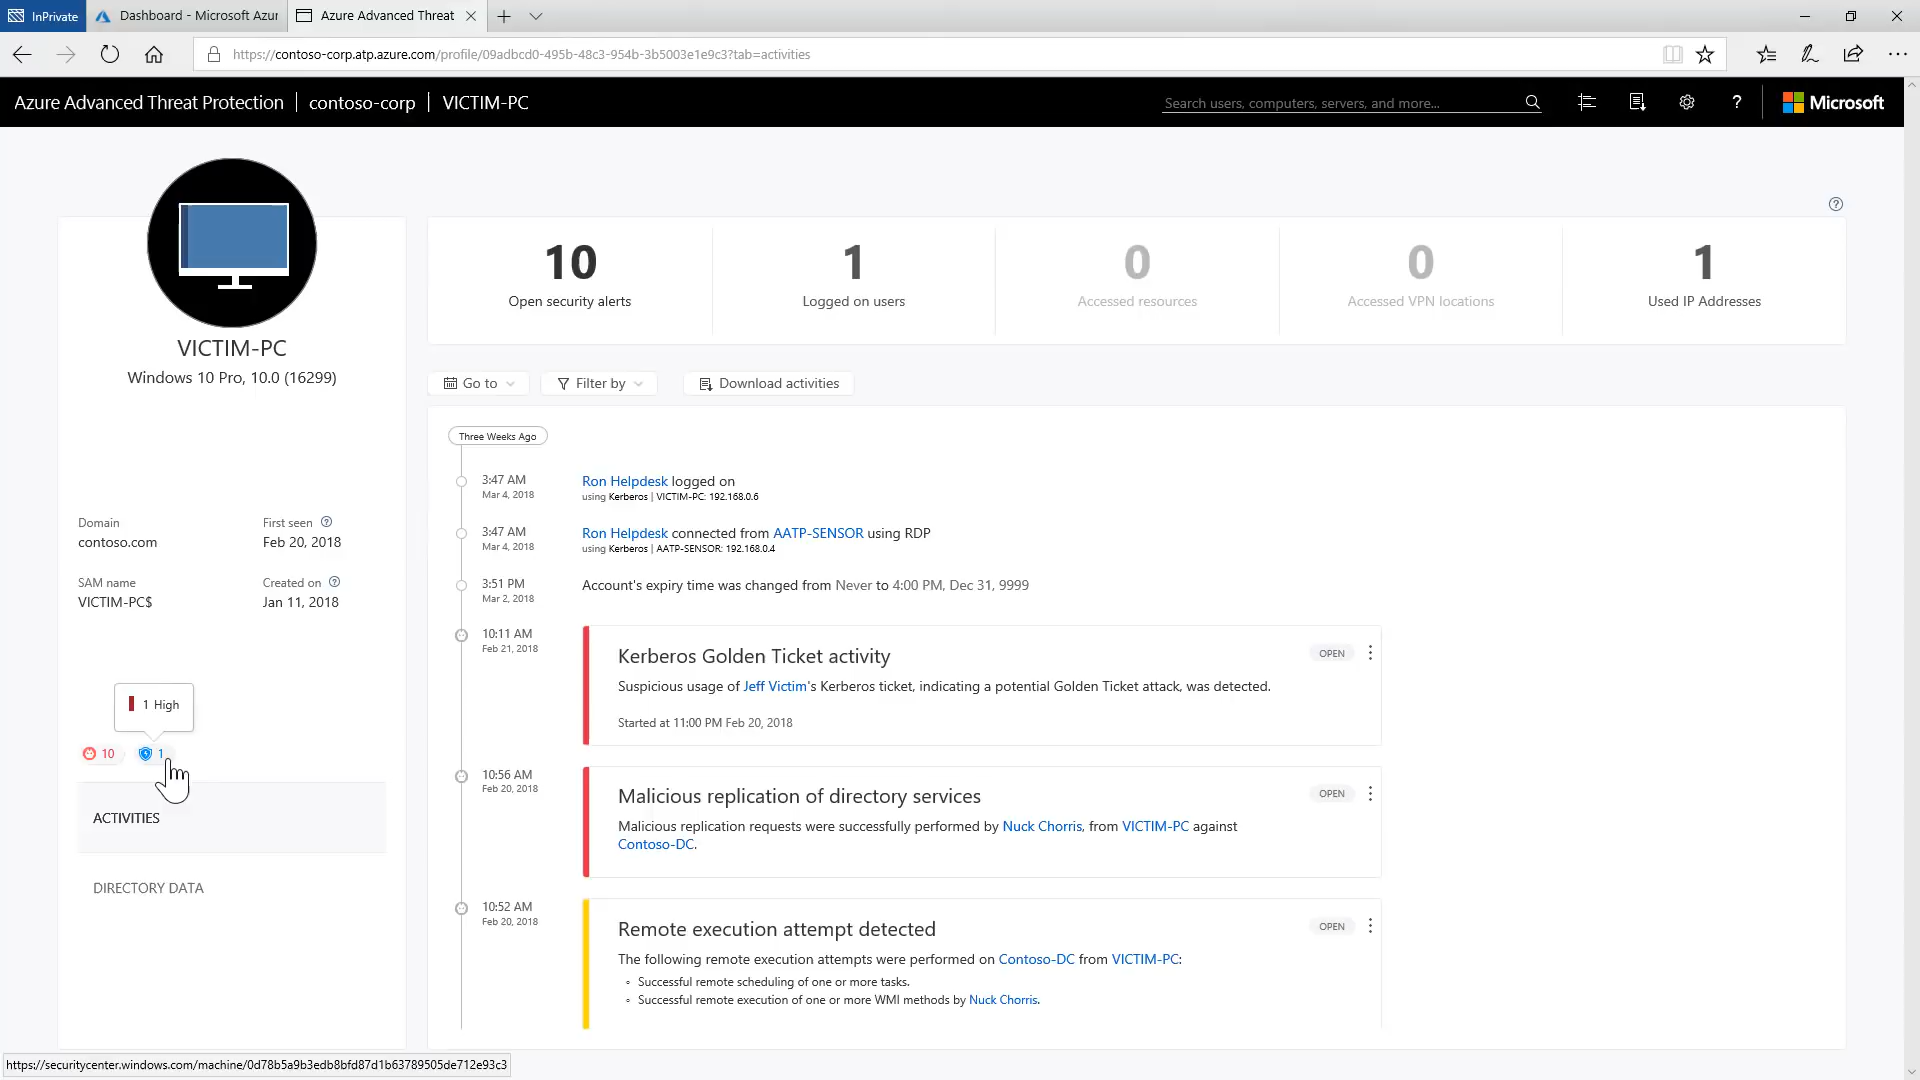 InPrivate
Dashboard - Microsoft Azur
Azure Advanced Threat
https://contoso-corp.atp.azure.com/profile/09adbcd0-495b-48c3-954b-3b5003e1e9c3?tab=activities
Azure Advanced Threat Protection | contoso-corp | VICTIM-PC
Search users, computers, servers, and more...
?
Microsoft
VICTIM-PC
Windows 10 Pro, 10.0 (16299)
Domain
contoso.com
First seen ?
Feb 20, 2018
SAM name
VICTIM-PC$
Created on ?
Jan 11, 2018
1 High
10
1
ACTIVITIES
DIRECTORY DATA
?
10
Open security alerts
1
Logged on users
0
Accessed resources
0
Accessed VPN locations
1
Used IP Addresses
Go to
Filter by
Download activities
Three Weeks Ago
3:47 AM
Mar 4, 2018
Ron Helpdesk logged on
using Kerberos | VICTIM-PC: 192.168.0.6
3:47 AM
Mar 4, 2018
Ron Helpdesk connected from AATP-SENSOR using RDP
using Kerberos | AATP-SENSOR: 192.168.0.4
3:51 PM
Mar 2, 2018
Account's expiry time was changed from Never to 4:00 PM, Dec 31, 9999
10:11 AM
Feb 21, 2018
Kerberos Golden Ticket activity
OPEN
Suspicious usage of Jeff Victim's Kerberos ticket, indicating a potential Golden Ticket attack, was detected.
Started at 11:00 PM Feb 20, 2018
10:56 AM
Feb 20, 2018
Malicious replication of directory services
OPEN
Malicious replication requests were successfully performed by Nuck Chorris, from VICTIM-PC against
Contoso-DC.
10:52 AM
Feb 20, 2018
Remote execution attempt detected
OPEN
The following remote execution attempts were performed on Contoso-DC from VICTIM-PC:
◦ Successful remote scheduling of one or more tasks.
◦ Successful remote execution of one or more WMI methods by Nuck Chorris.
https://securitycenter.windows.com/machine/0d78b5a9b3edb8bfd87d1b63789505de712e93c3